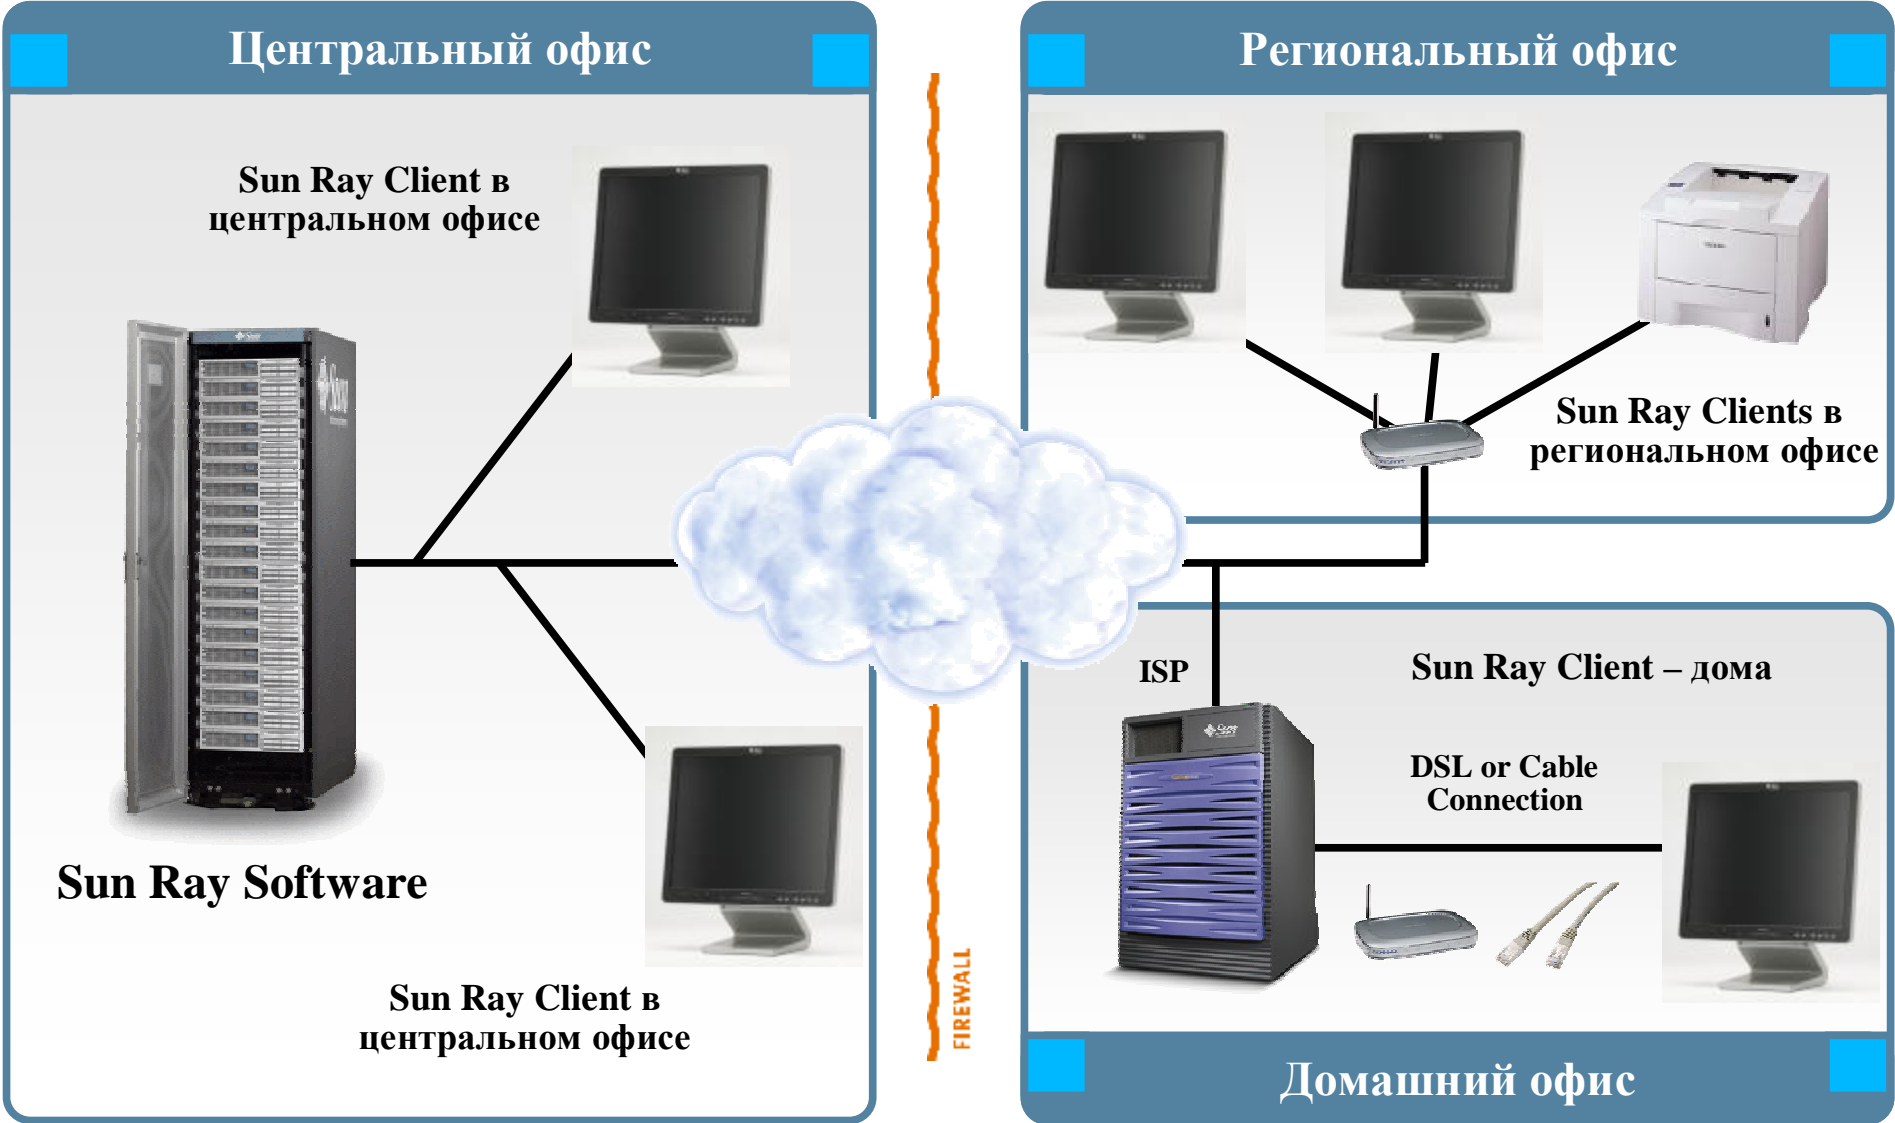 Центральный офис
Sun Ray Client в
центральном офисе
Sun Ray Software
Sun Ray Client в
центральном офисе
FIREWALL
Региональный офис
Sun Ray Clients в
региональном офисе
ISP
Sun Ray Client – дома
DSL or Cable
Connection
Домашний офис